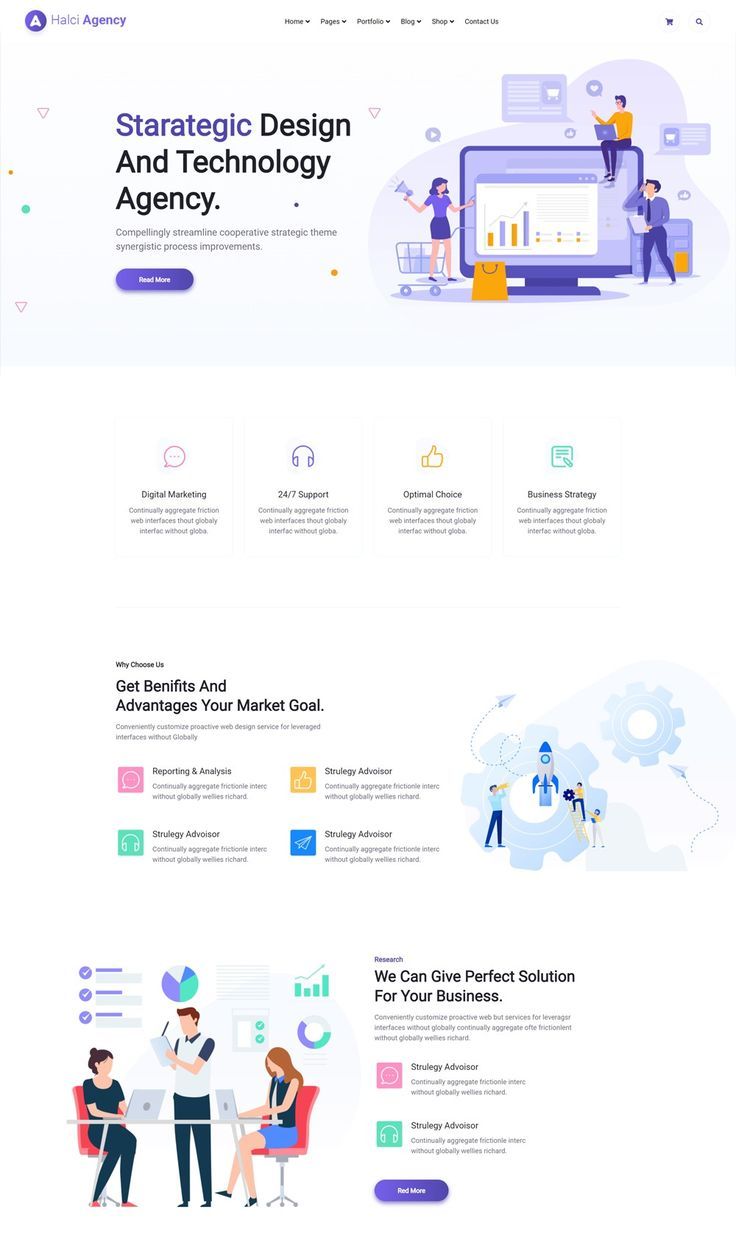 Halci Agency
Home Pages Portfolio Blog Shop Contact Us
Starategic Design
And Technology
Agency.
Compellingly streamline cooperative strategic theme
synergistic process improvements.
Read More
Digital Marketing
Continually aggregate friction
web interfaces thout globaly
interfac without globa.
24/7 Support
Continually aggregate friction
web interfaces thout globaly
interfac without globa.
Optimal Choice
Continually aggregate friction
web interfaces thout globaly
interfac without globa.
Business Strategy
Continually aggregate friction
web interfaces thout globaly
interfac without globa.
Why Choose Us
Get Benifits And
Advantages Your Market Goal.
Conveniently customize proactive web design service for leveraged
interfaces without Globally
Reporting & Analysis
Continually aggregate frictionle interc
without globally wellies richard.
Strulegy Advoisor
Continually aggregate frictionle interc
without globally wellies richard.
Strulegy Advoisor
Continually aggregate frictionle interc
without globally wellies richard.
Strulegy Advoisor
Continually aggregate frictionle interc
without globally wellies richard.
Research
We Can Give Perfect Solution
For Your Business.
Conveniently customize proactive web but services for leveragsr
interfaces without globally continually aggregate ofte frictionlent
without globally wellies richard.
Strulegy Advoisor
Continually aggregate frictionle interc
without globally wellies richard.
Strulegy Advoisor
Continually aggregate frictionle interc
without globally wellies richard.
Red More